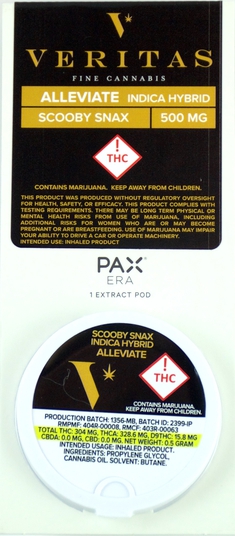 VERITAS
FINE CANNABIS
ALLEVIATE INDICA HYBRID
SCOOBY SNAX 500 MG
!
THC
CONTAINS MARIJUANA. KEEP AWAY FROM CHILDREN.
THIS PRODUCT WAS PRODUCED WITHOUT REGULATORY OVERSIGHT
FOR HEALTH, SAFETY, OR EFFICACY. THIS PRODUCT COMPLIES WITH
TESTING REQUIREMENTS. THERE MAY BE LONG TERM PHYSICAL OR
MENTAL HEALTH RISKS FROM USE OF MARIJUANA, INCLUDING
ADDITIONAL RISKS FOR WOMEN WHO ARE OR MAY BECOME
PREGNANT OR ARE BREASTFEEDING. USE OF MARIJUANA MAY IMPAIR
YOUR ABILITY TO DRIVE A CAR OR OPERATE MACHINERY.
INTENDED USE: INHALED PRODUCT
PAX
ERA
1 EXTRACT POD
SCOOBY SNAX
INDICA HYBRID
ALLEVIATE
!
THC
CONTAINS MARIJUANA.
KEEP AWAY FROM CHILDREN.
PRODUCTION BATCH: 1356-MB, BATCH ID: 2399-IP
RMPMF: 404R-00008, RMCF: 403R-00063
TOTAL THC: 304 MG, THCA: 328.6 MG, D9THC: 15.8 MG
CBDA: 0.0 MG, CBD: 0.0 MG. NET WEIGHT: 0.5 GRAM
INTENDED USAGE: INHALED PRODUCT.
INGREDIENTS: PROPYLENE GLYCOL,
CANNABIS OIL. SOLVENT: BUTANE.